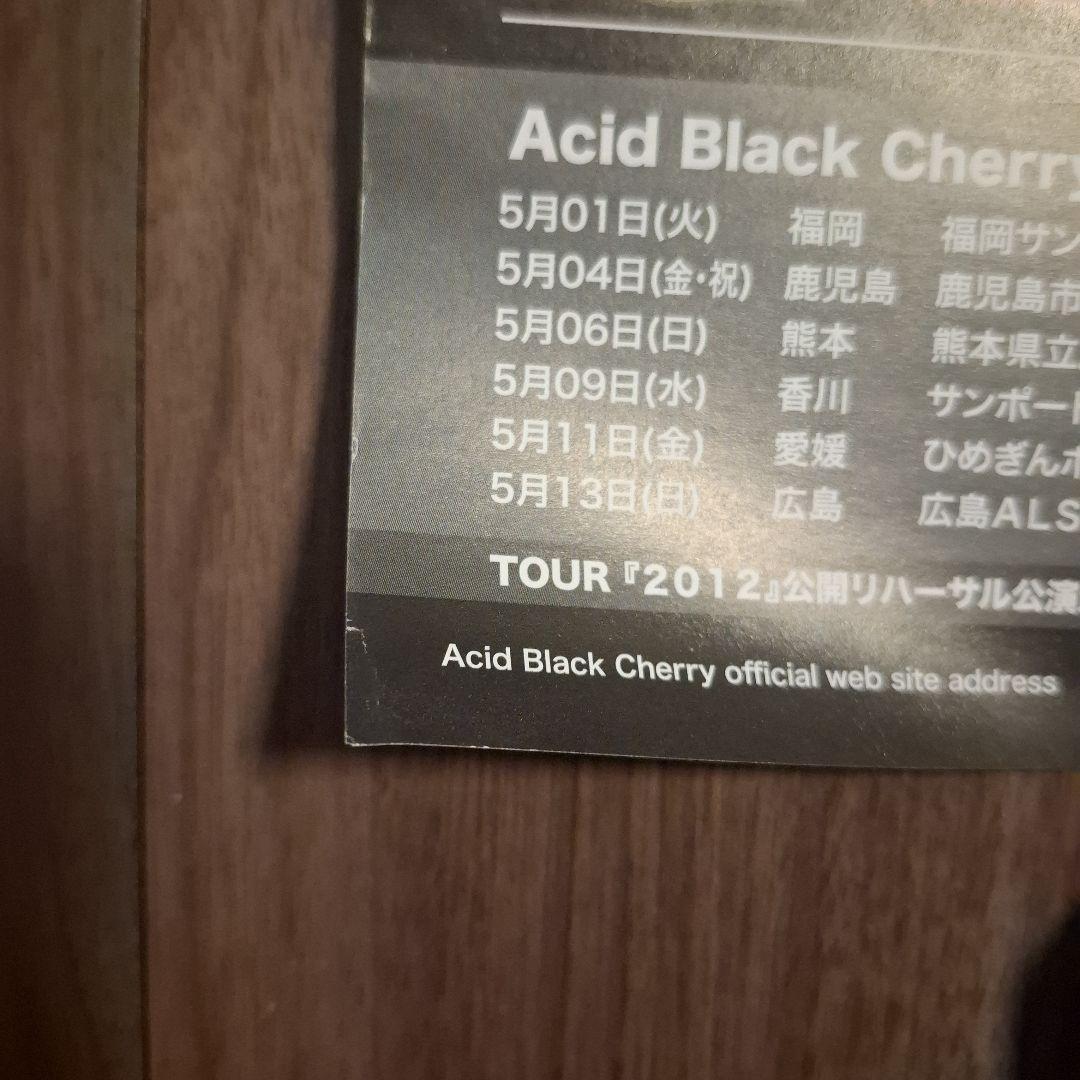 Acid Black Cherry
5月01日(火) 福岡 福岡サン
5月04日(金・祝) 鹿児島 鹿児島市
5月06日(日) 熊本 熊本県立
5月09日(水) 香川 サンポート
5月11日(金) 愛媛 ひめぎんホ
5月13日(日) 広島 広島ALS
TOUR『2012』公開リハーサル公演
Acid Black Cherry official web site address